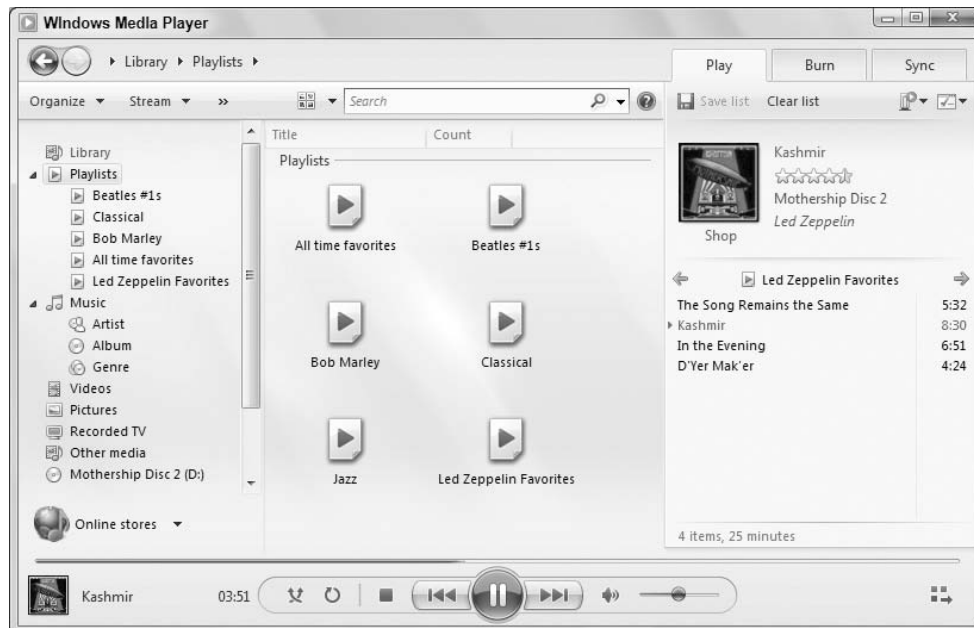 Windows Media Player
Library Playlists
Play Burn Sync
Organize Stream » Search
Save list Clear list
Title Count
Library
Playlists
Beatles #1s
Classical
Bob Marley
All time favorites
Led Zeppelin Favorites
Music
Artist
Album
Genre
Videos
Pictures
Recorded TV
Other media
Mothership Disc 2 (D:)
Online stores
Playlists
All time favorites Beatles #1s
Bob Marley Classical
Jazz Led Zeppelin Favorites
Kashmir
Mothership Disc 2
Led Zeppelin
Shop
Led Zeppelin Favorites
The Song Remains the Same 5:32
Kashmir 8:30
In the Evening 6:51
D'Yer Mak'er 4:24
4 items, 25 minutes
Kashmir 03:51